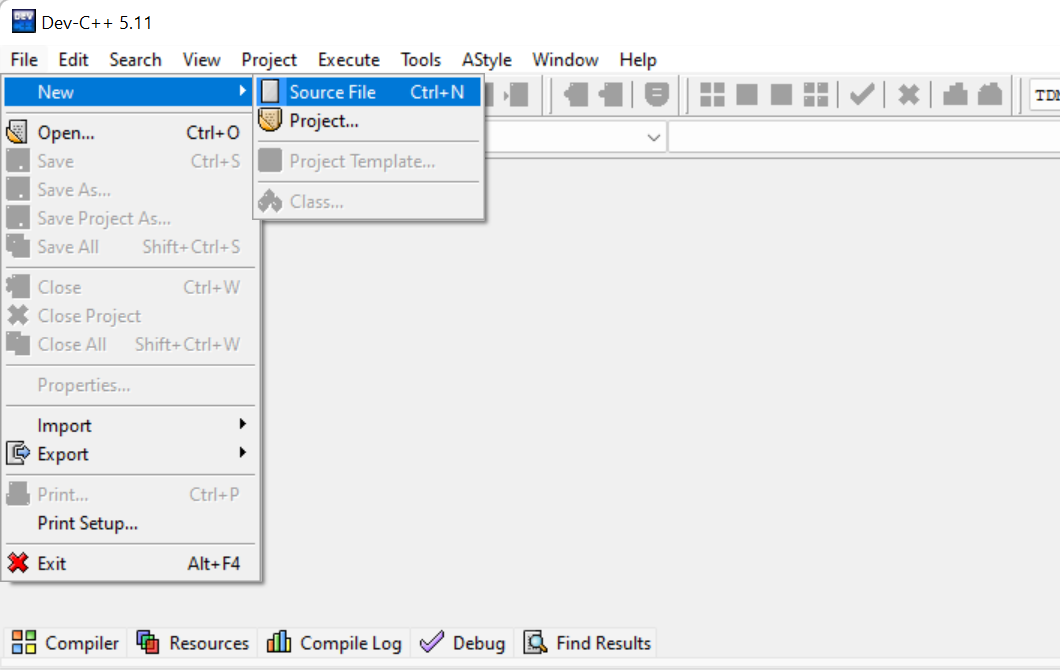 Dev-C++ 5.11
File Edit Search View Project Execute Tools AStyle Window Help
New
Source File Ctrl+N
Project...
Project Template...
Class...
Open... Ctrl+O
Save Ctrl+S
Save As...
Save Project As...
Save All Shift+Ctrl+S
Close Ctrl+W
Close Project
Close All Shift+Ctrl+W
Properties...
Import
Export
Print... Ctrl+P
Print Setup...
Exit Alt+F4
Compiler Resources Compile Log Debug Find Results